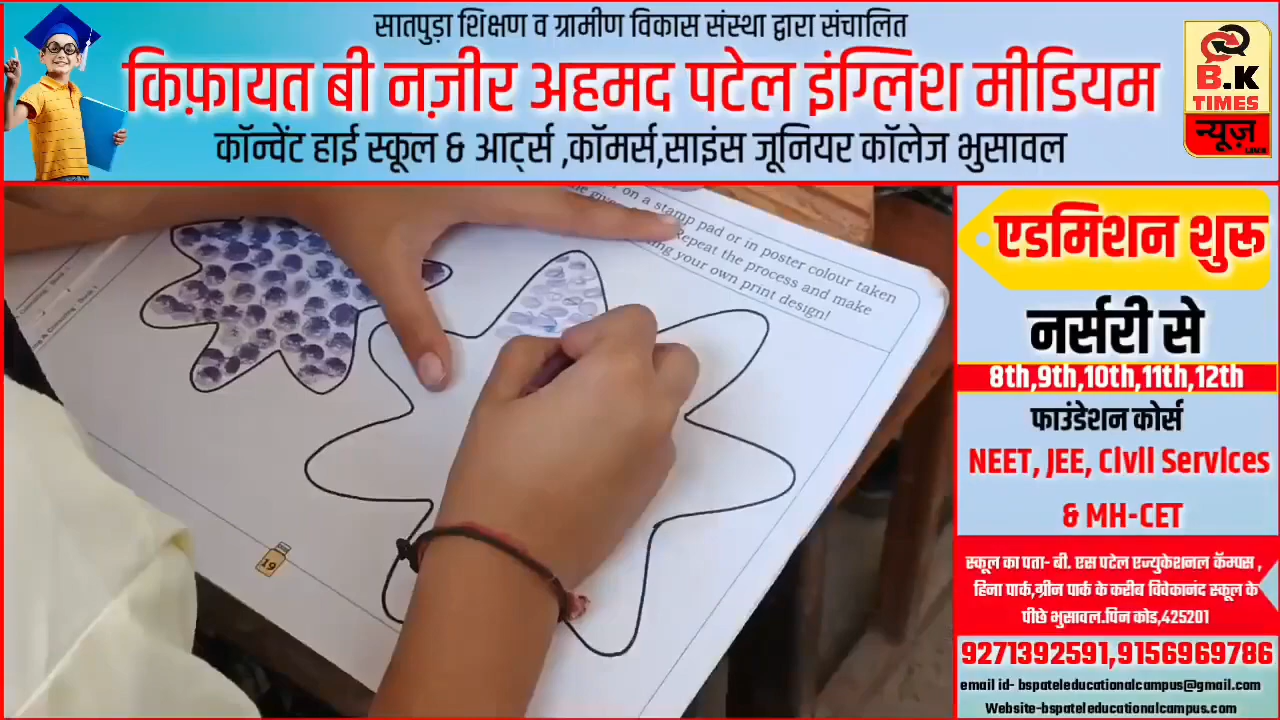 सातपुड़ा शिक्षण व ग्रामीण विकास संस्था द्वारा संचालित
किफ़ायत बी नज़ीर अहमद पटेल इंग्लिश मीडियम
कॉन्वेंट हाई स्कूल & आर्ट्स ,कॉमर्स,साइंस जूनियर कॉलेज भुसावल
B.K
TIMES
न्यूज़
on a stamp pad or in poster colour taken
Repeat the process and make
your own print design!
19
एडमिशन शुरू
नर्सरी से
8th,9th,10th,11th,12th
फाउंडेशन कोर्स
NEET, JEE, Civil Services
& MH-CET
स्कूल का पता- बी. एस पटेल एज्युकेशनल कॅम्पस ,
हिना पार्क,ग्रीन पार्क के करीब विवेकानंद स्कूल के
पीछे भुसावल.पिन कोड,425201
9271392591,9156969786
email id- bspateleducationalcampus@gmail.com
Website-bspateleducationalcampus.com